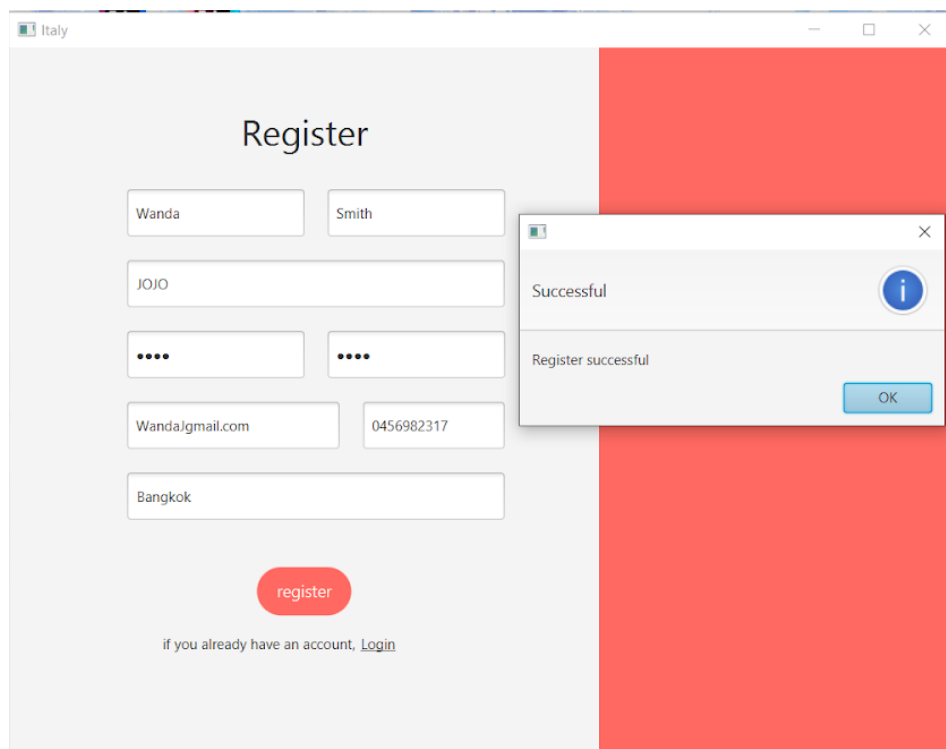 Italy
Register
Wanda Smith
JOJO
•••• ••••
WandaJgmail.com 0456982317
Bangkok
register
if you already have an account, Login
Successful
Register successful
OK